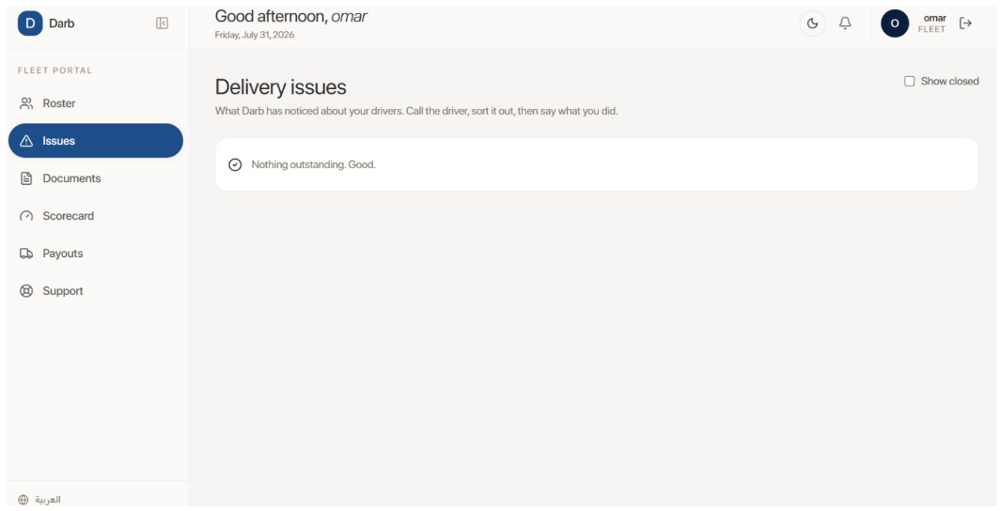 D Darb
Good afternoon, omar
Friday, July 31, 2026
O
omar
FLEET
FLEET PORTAL
Roster
Issues
Documents
Scorecard
Payouts
Support
Delivery issues
Show closed
What Darb has noticed about your drivers. Call the driver, sort it out, then say what you did.
Nothing outstanding. Good.
العربية